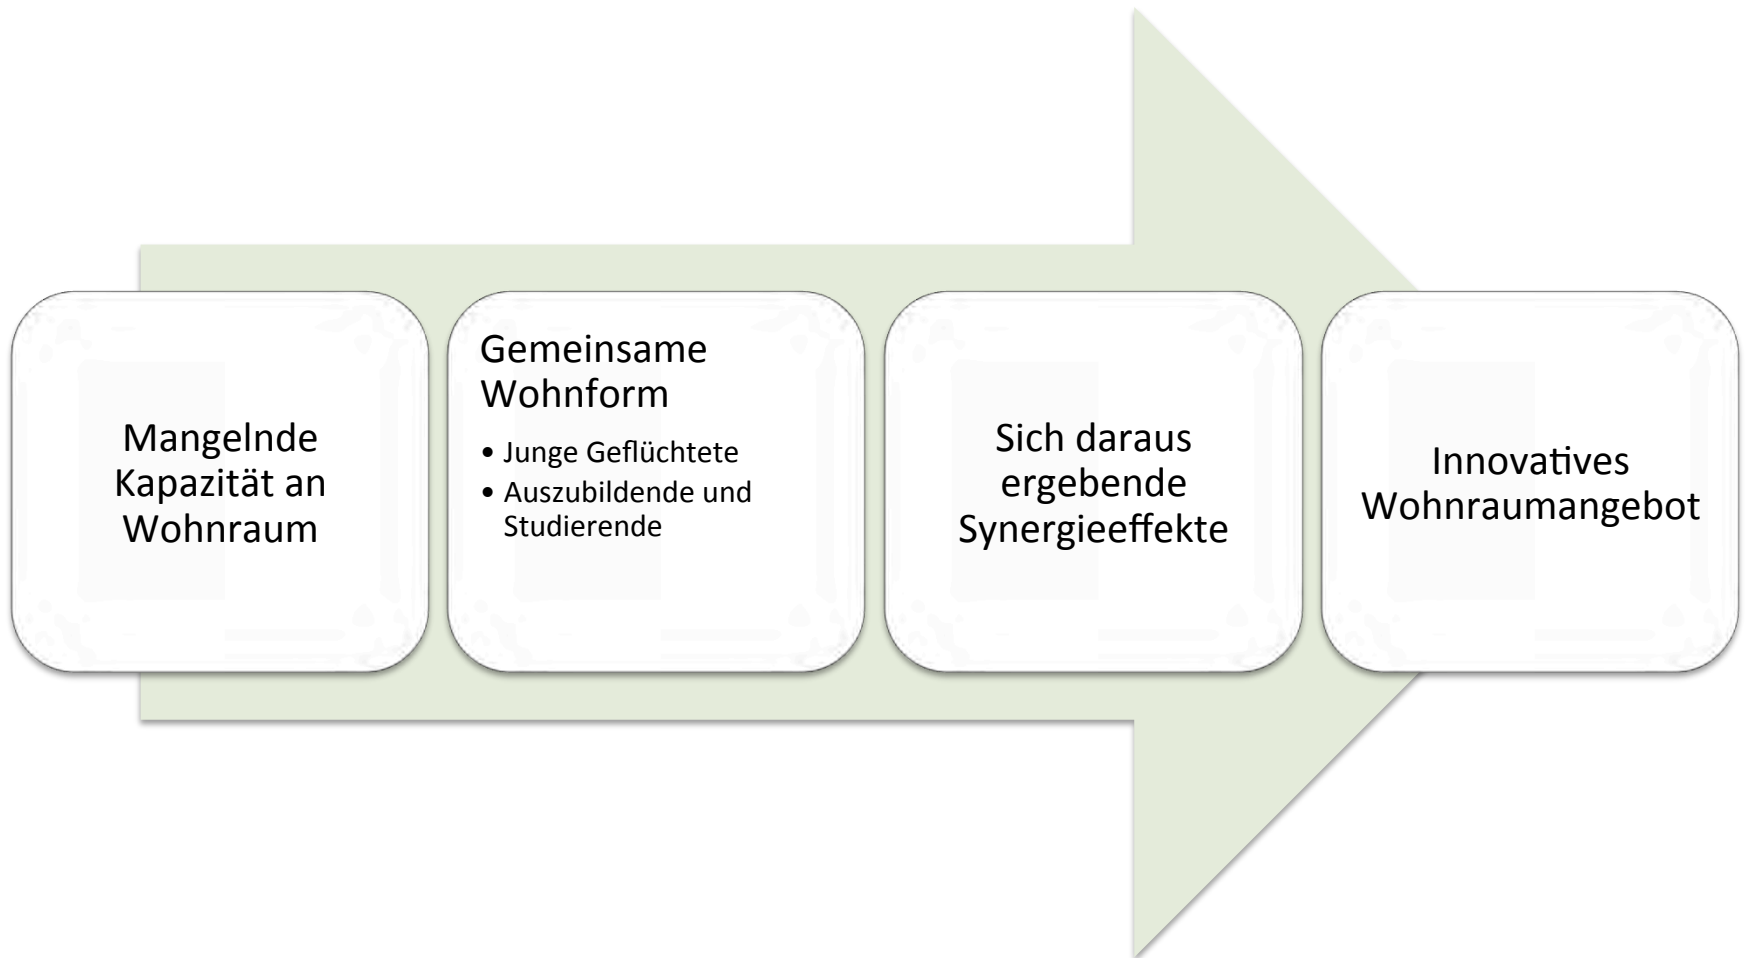 Mangelnde
Kapazität an
Wohnraum
Gemeinsame
Wohnform
• Junge Geflüchtete
• Auszubildende und
Studierende
Sich daraus
ergebende
Synergieeffekte
Innovatives
Wohnraumangebot